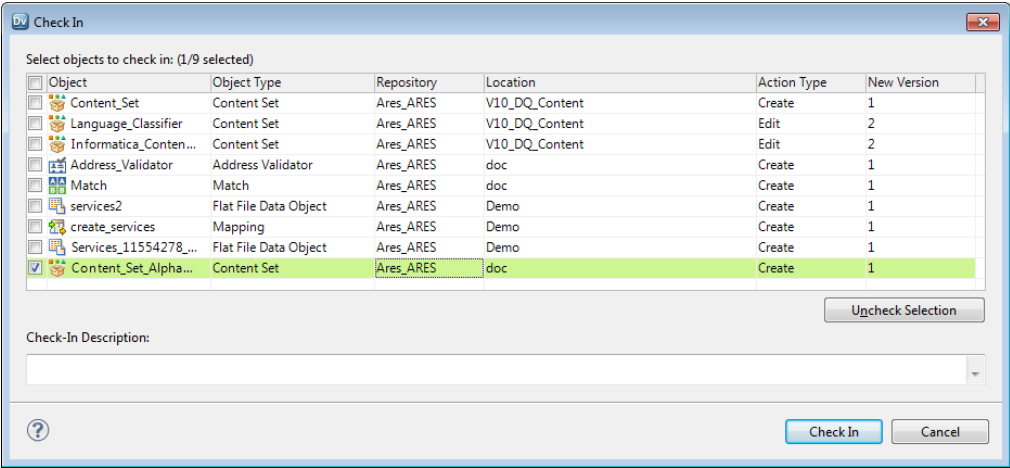 Dv Check In
Select objects to check in: (1/9 selected)
Object Object Type Repository Location Action Type New Version
Content_Set Content Set Ares_ARES V10_DQ_Content Create 1
Language_Classifier Content Set Ares_ARES V10_DQ_Content Edit 2
Informatica_Conten... Content Set Ares_ARES V10_DQ_Content Edit 2
Address_Validator Address Validator Ares_ARES doc Create 1
Match Match Ares_ARES doc Create 1
services2 Flat File Data Object Ares_ARES Demo Create 1
create_services Mapping Ares_ARES Demo Create 1
Services_11554278_... Flat File Data Object Ares_ARES Demo Create 1
Content_Set_Alpha... Content Set Ares_ARES doc Create 1
Uncheck Selection
Check-In Description:
? Check In Cancel